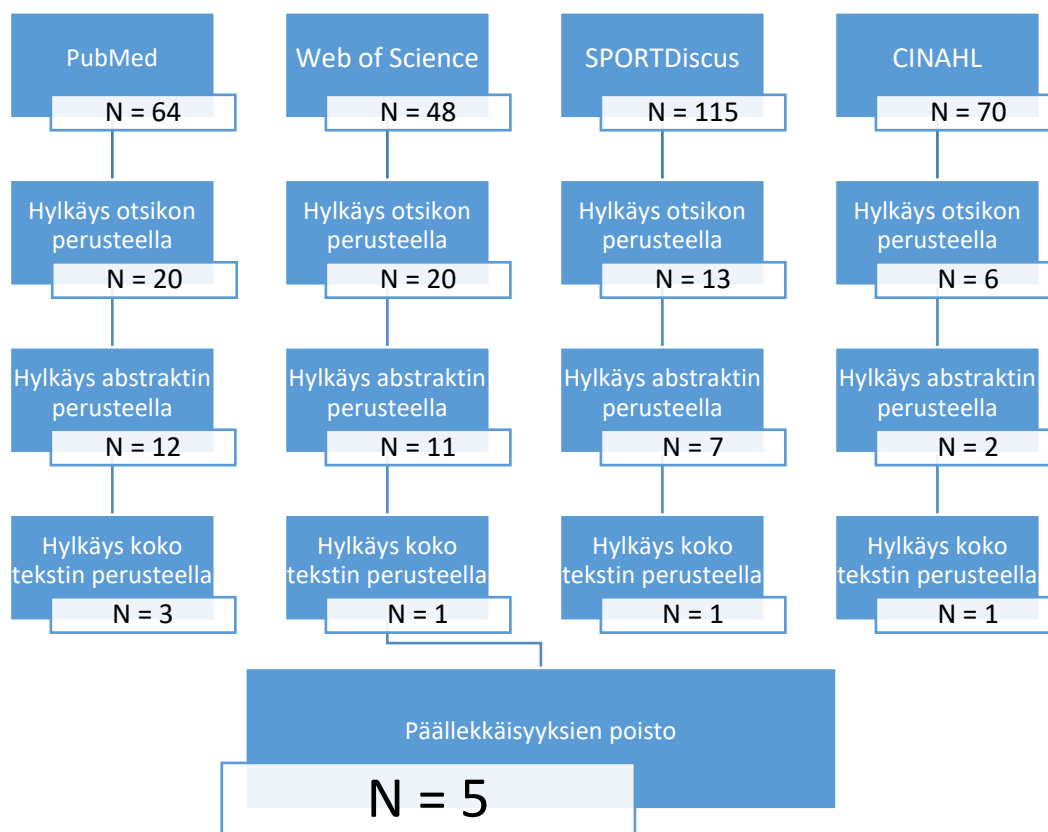 PubMed
N = 64
Web of Science
N = 48
SPORTDiscus
N = 115
CINAHL
N = 70
Hylkäys otsikon
perusteella
N = 20
Hylkäys otsikon
perusteella
N = 20
Hylkäys otsikon
perusteella
N = 13
Hylkäys otsikon
perusteella
N = 6
Hylkäys abstraktin
perusteella
N = 12
Hylkäys abstraktin
perusteella
N = 11
Hylkäys abstraktin
perusteella
N = 7
Hylkäys abstraktin
perusteella
N = 2
Hylkäys koko
tekstin perusteella
N = 3
Hylkäys koko
tekstin perusteella
N = 1
Hylkäys koko
tekstin perusteella
N = 1
Hylkäys koko
tekstin perusteella
N = 1
Päällekkäisyyksien poisto
N = 5